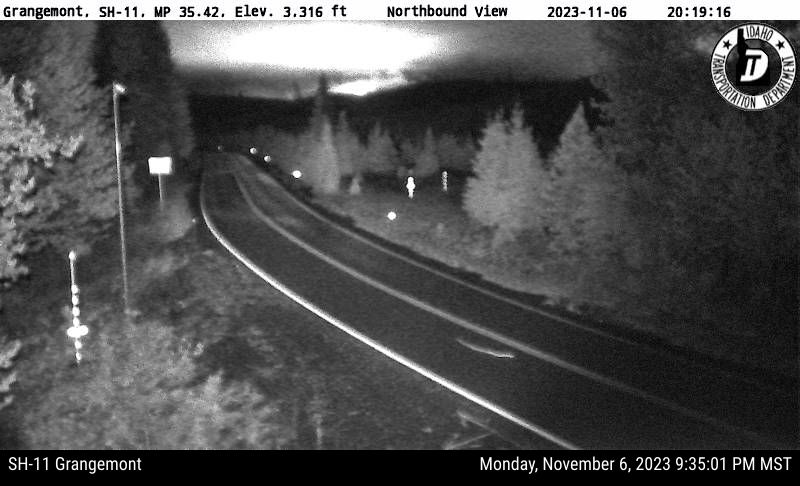 Grangemont, SH-11, MP 35.42, Elev. 3,316 ft Northbound View 2023-11-06 20:19:16
IDAHO
TRANSPORTATION DEPARTMENT
SH-11 Grangemont Monday, November 6, 2023 9:35:01 PM MST